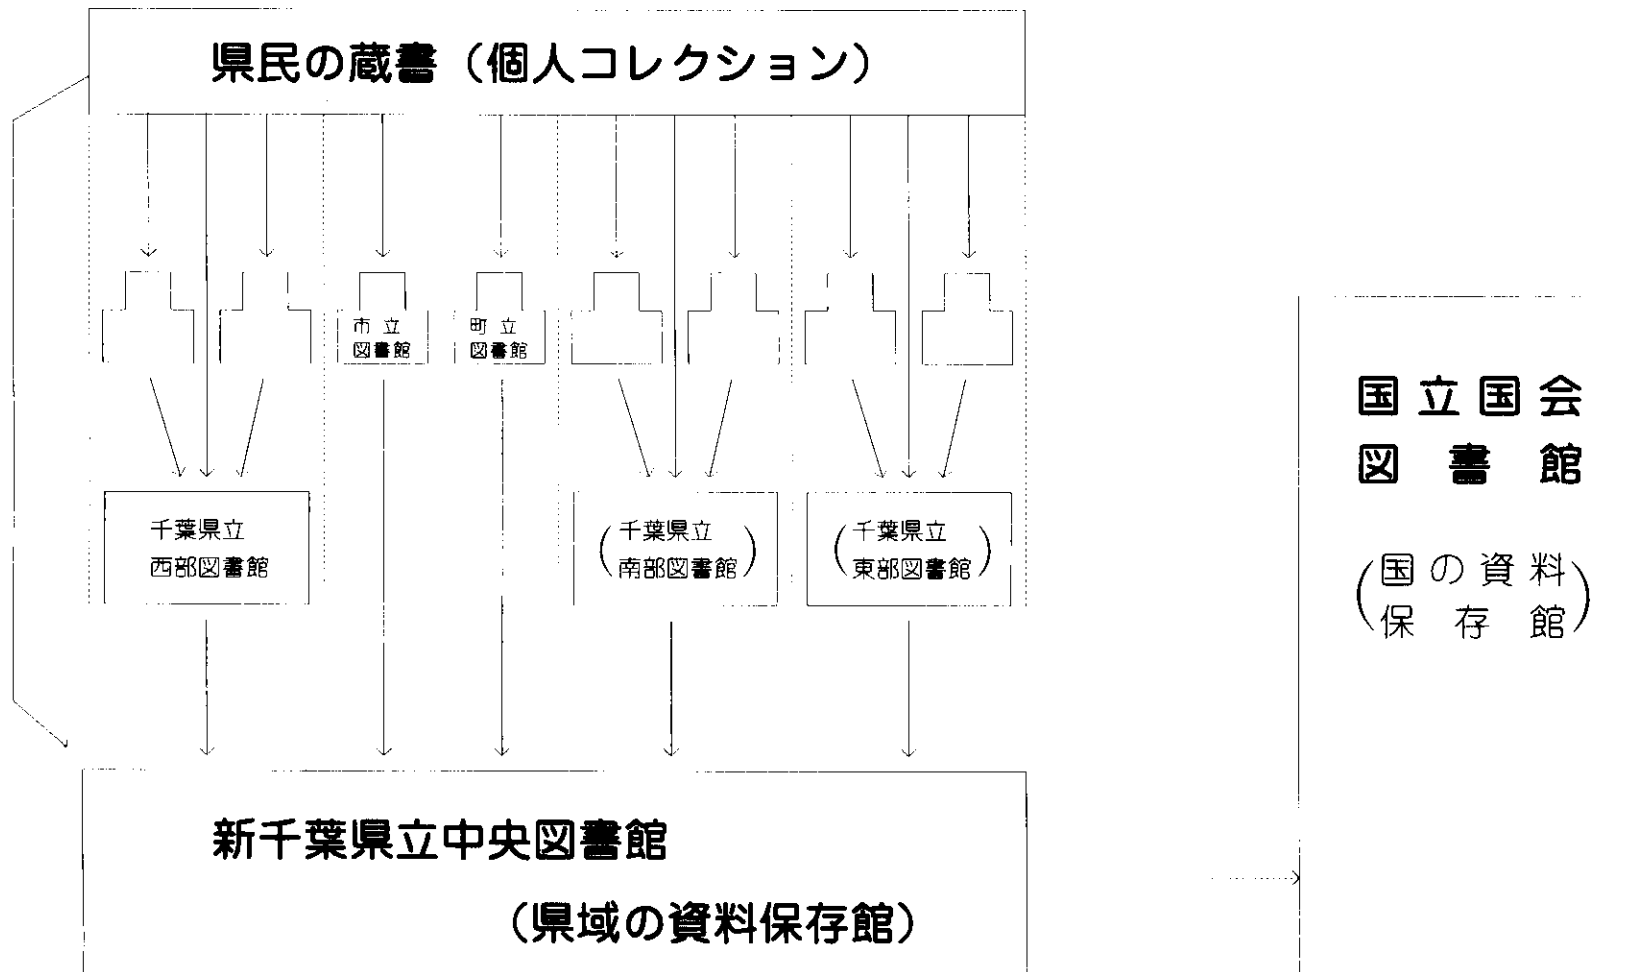 県民の蔵書（個人コレクション）
市立
図書館
町立
図書館
千葉県立
西部図書館
（千葉県立
南部図書館）
（千葉県立
東部図書館）
新千葉県立中央図書館
（県域の資料保存館）
国立国会
図書館
（国の資料
保存館）